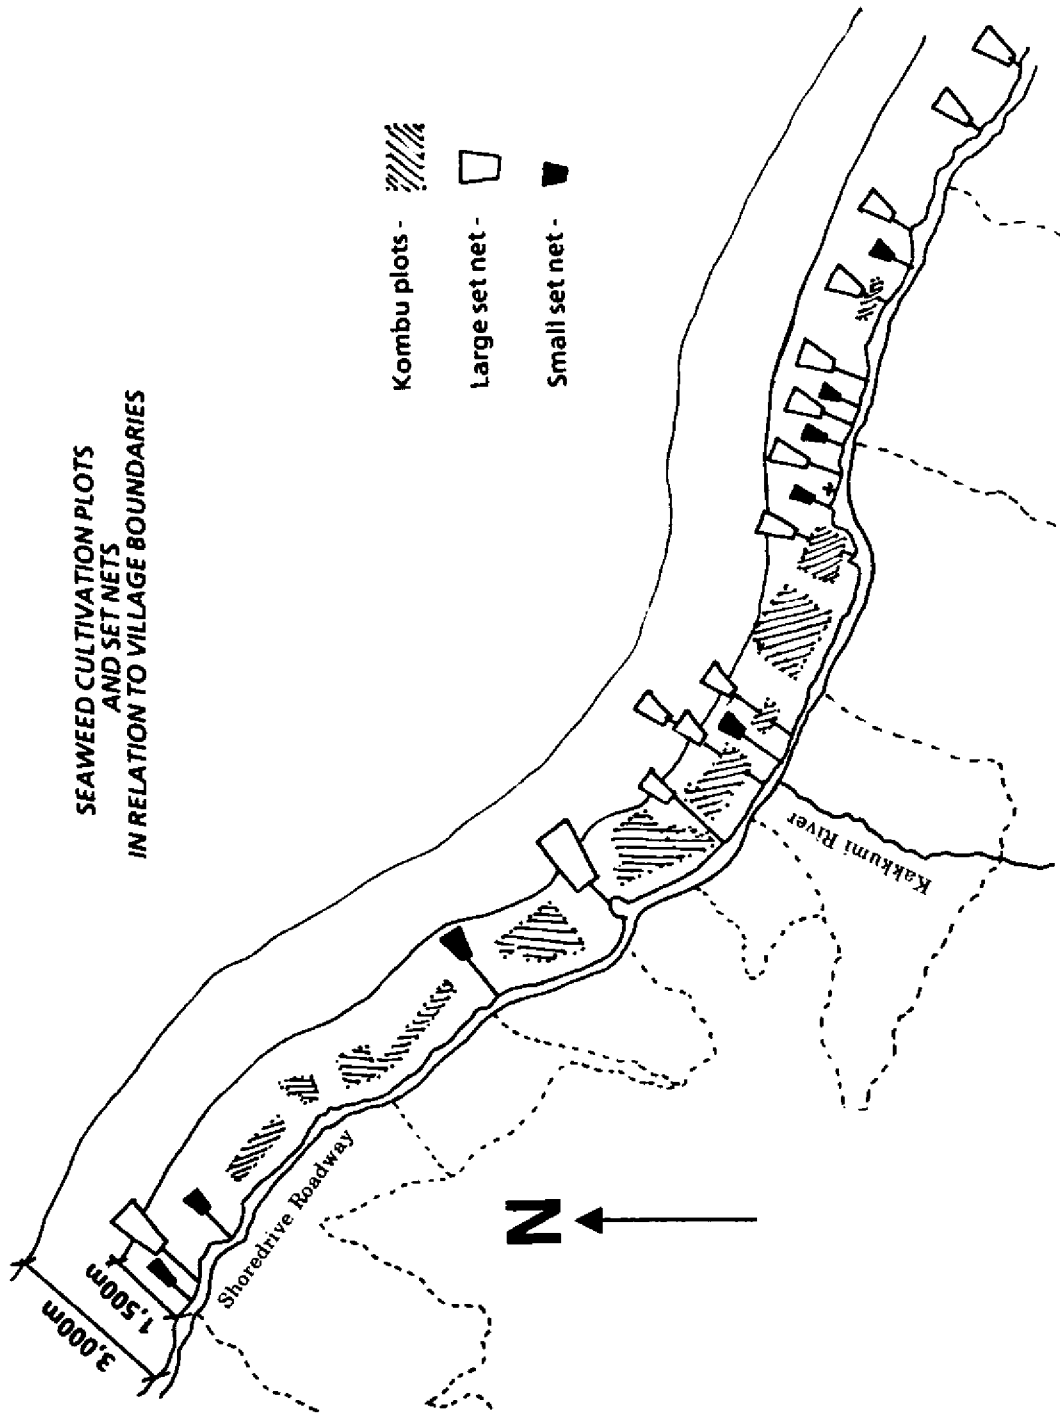 SEAWEED CULTIVATION PLOTS
AND SET NETS
IN RELATION TO VILLAGE BOUNDARIES
Kombu plots -
Large set net -
Small set net -
3,000m
1,500m
Shoredrive Roadway
Kakkumi River
N